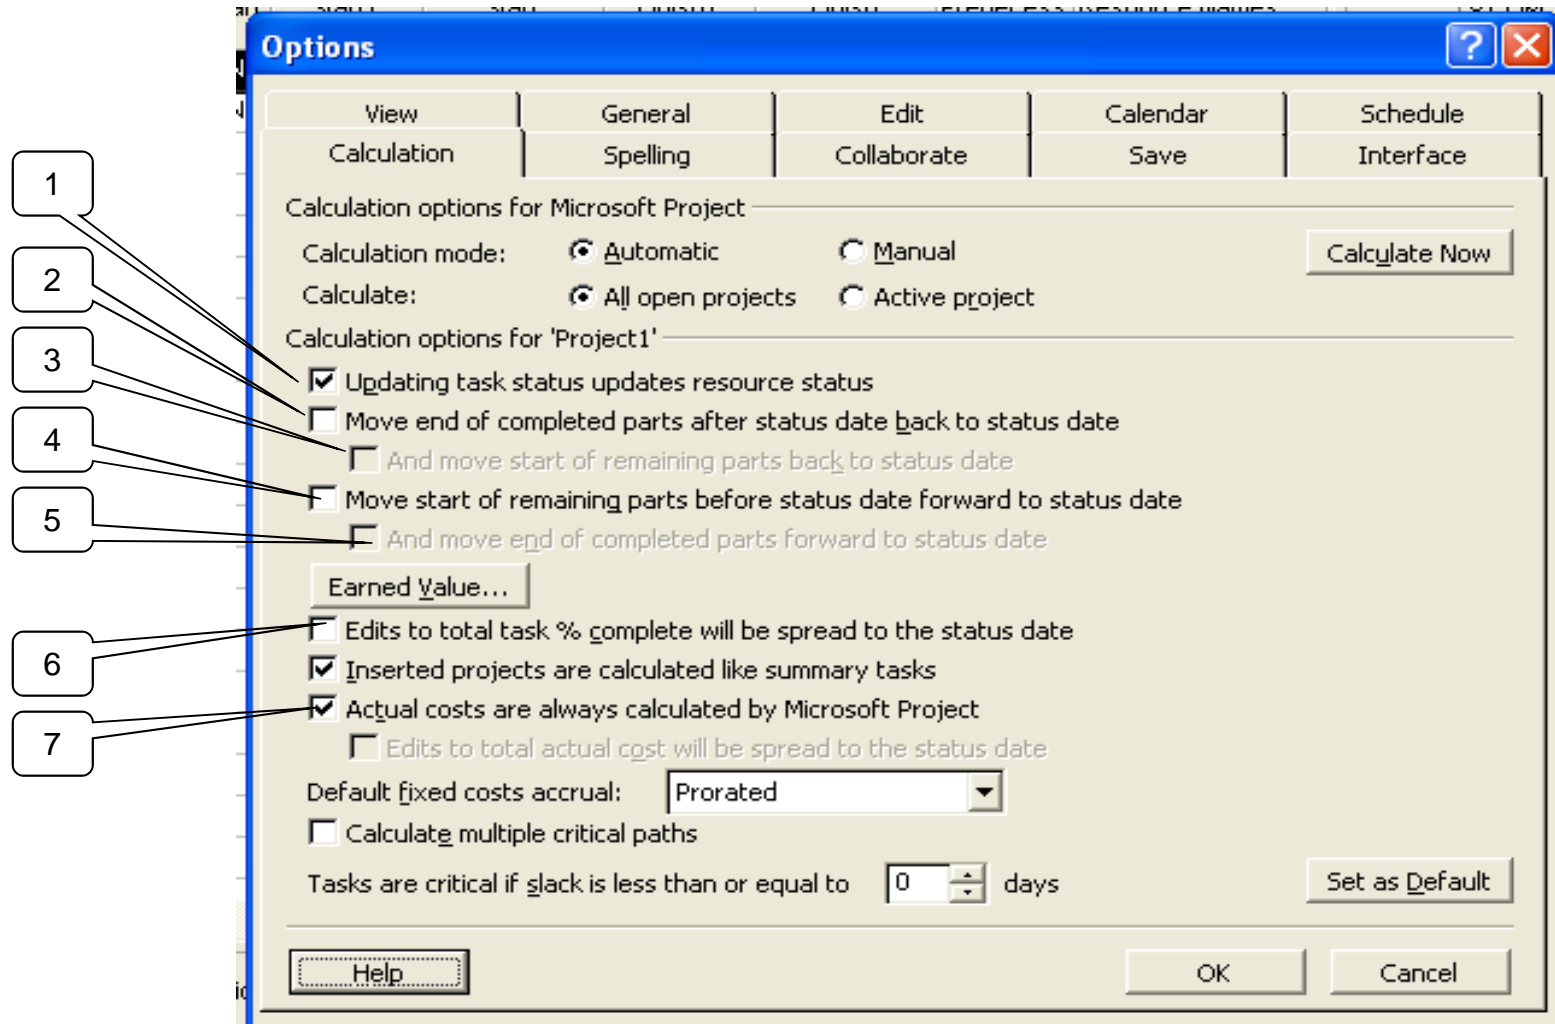 Options
View General Edit Calendar Schedule
Calculation Spelling Collaborate Save Interface
1
Calculation options for Microsoft Project
Calculation mode: Automatic Manual Calculate Now
2
Calculate: All open projects Active project
Calculation options for 'Project1'
3
Updating task status updates resource status
Move end of completed parts after status date back to status date
4
And move start of remaining parts back to status date
Move start of remaining parts before status date forward to status date
5
And move end of completed parts forward to status date
Earned Value...
Edits to total task % complete will be spread to the status date
6
Inserted projects are calculated like summary tasks
Actual costs are always calculated by Microsoft Project
7
Edits to total actual cost will be spread to the status date
Default fixed costs accrual: Prorated
Calculate multiple critical paths
Tasks are critical if slack is less than or equal to 0 days Set as Default
Help OK Cancel